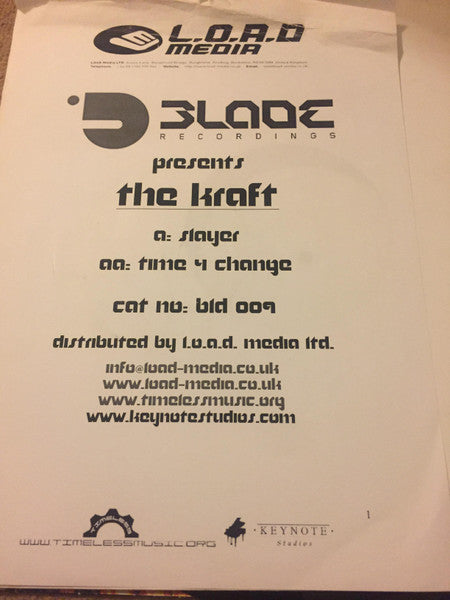 L.O.A.D
MEDIA
BLADE
RECORDINGS
presents
the kraft
a: slayer
aa: time 4 change
cat no: bld 009
distributed by l.o.a.d. media ltd.
info@load-media.co.uk
www.load-media.co.uk
www.timelessmusic.org
www.keynotestudios.com
1
TIMELESS
WWW.TIMELESSMUSIC.ORG
· KEYNOTE ·
Studios